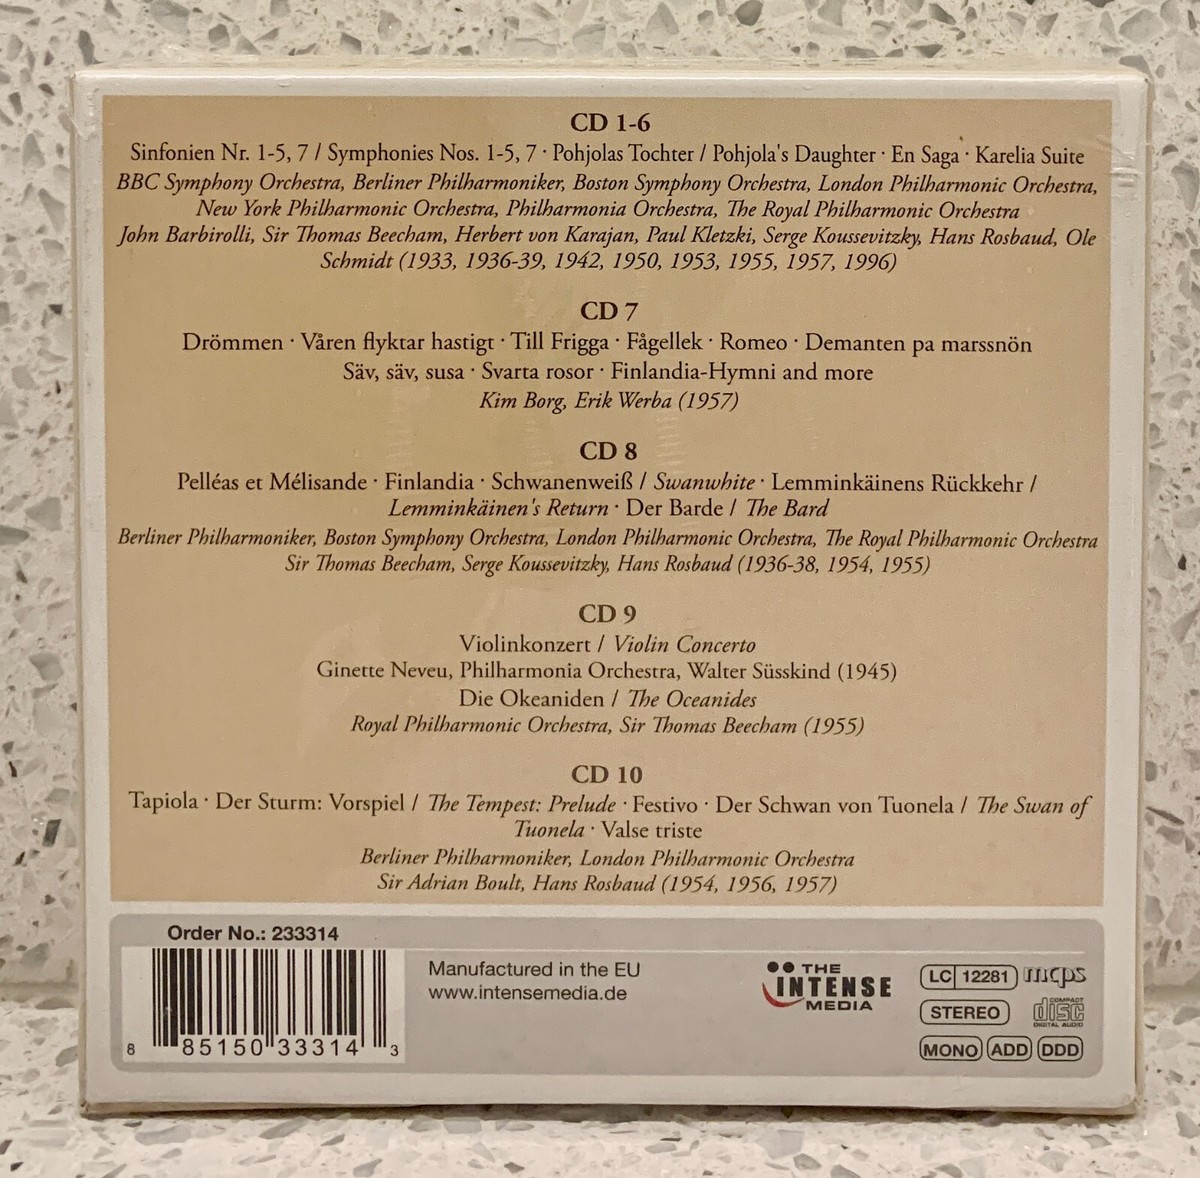 CD 1-6
Sinfonien Nr. 1-5, 7 / Symphonies Nos. 1-5, 7 · Pohjolas Tochter / Pohjola's Daughter · En Saga · Karelia Suite
BBC Symphony Orchestra, Berliner Philharmoniker, Boston Symphony Orchestra, London Philharmonic Orchestra,
New York Philharmonic Orchestra, Philharmonia Orchestra, The Royal Philharmonic Orchestra
John Barbirolli, Sir Thomas Beecham, Herbert von Karajan, Paul Kletzki, Serge Koussevitzky, Hans Rosbaud, Ole
Schmidt (1933, 1936-39, 1942, 1950, 1953, 1955, 1957, 1996)
CD 7
Drömmen · Våren flyktar hastigt · Till Frigga · Fågellek · Romeo · Demanten pa marssnön
Säv, säv, susa · Svarta rosor · Finlandia-Hymni and more
Kim Borg, Erik Werba (1957)
CD 8
Pelléas et Mélisande · Finlandia · Schwanenweiß / Swanwhite · Lemminkäinens Rückkehr /
Lemminkäinen's Return · Der Barde / The Bard
Berliner Philharmoniker, Boston Symphony Orchestra, London Philharmonic Orchestra, The Royal Philharmonic Orchestra
Sir Thomas Beecham, Serge Koussevitzky, Hans Rosbaud (1936-38, 1954, 1955)
CD 9
Violinkonzert / Violin Concerto
Ginette Neveu, Philharmonia Orchestra, Walter Süsskind (1945)
Die Okeaniden / The Oceanides
Royal Philharmonic Orchestra, Sir Thomas Beecham (1955)
CD 10
Tapiola · Der Sturm: Vorspiel / The Tempest: Prelude · Festivo · Der Schwan von Tuonela / The Swan of
Tuonela · Valse triste
Berliner Philharmoniker, London Philharmonic Orchestra
Sir Adrian Boult, Hans Rosbaud (1954, 1956, 1957)
Order No.: 233314
8 85150 33314 3
Manufactured in the EU
www.intensemedia.de
THE
INTENSE
MEDIA
LC 12281 mcps
STEREO
COMPACT
disc
DIGITAL AUDIO
MONO ADD DDD